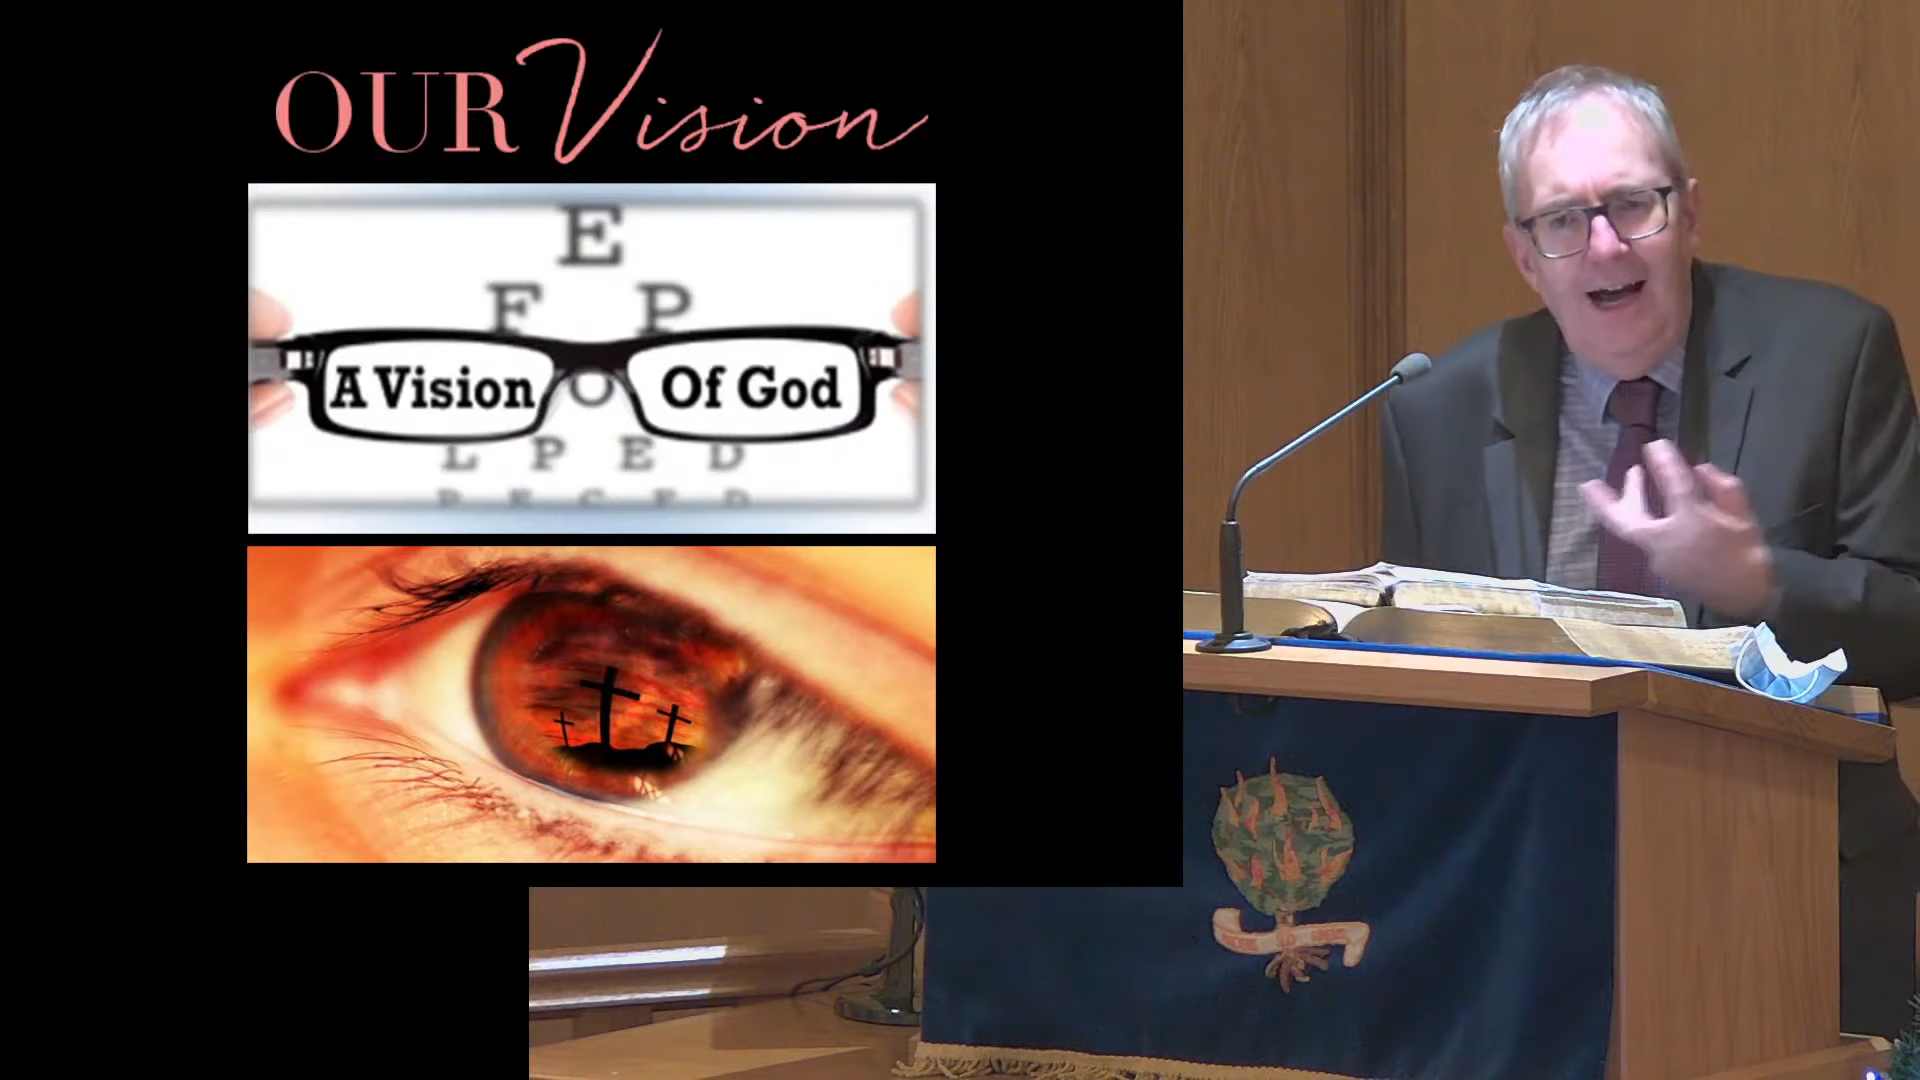 OUR Vision
E
F P
A Vision O Of God
L P E D